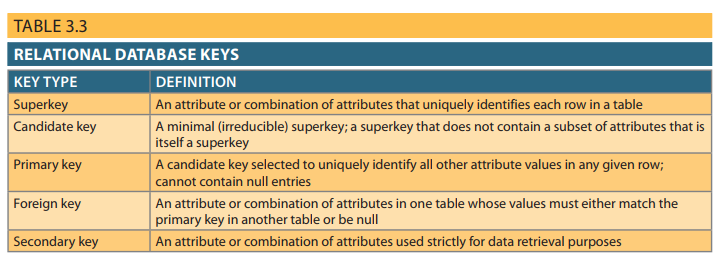 TABLE 3.3
RELATIONAL DATABASE KEYS
KEY TYPE DEFINITION
Superkey An attribute or combination of attributes that uniquely identifies each row in a table
Candidate key A minimal (irreducible) superkey; a superkey that does not contain a subset of attributes that is
itself a superkey
Primary key A candidate key selected to uniquely identify all other attribute values in any given row;
cannot contain null entries
Foreign key An attribute or combination of attributes in one table whose values must either match the
primary key in another table or be null
Secondary key An attribute or combination of attributes used strictly for data retrieval purposes